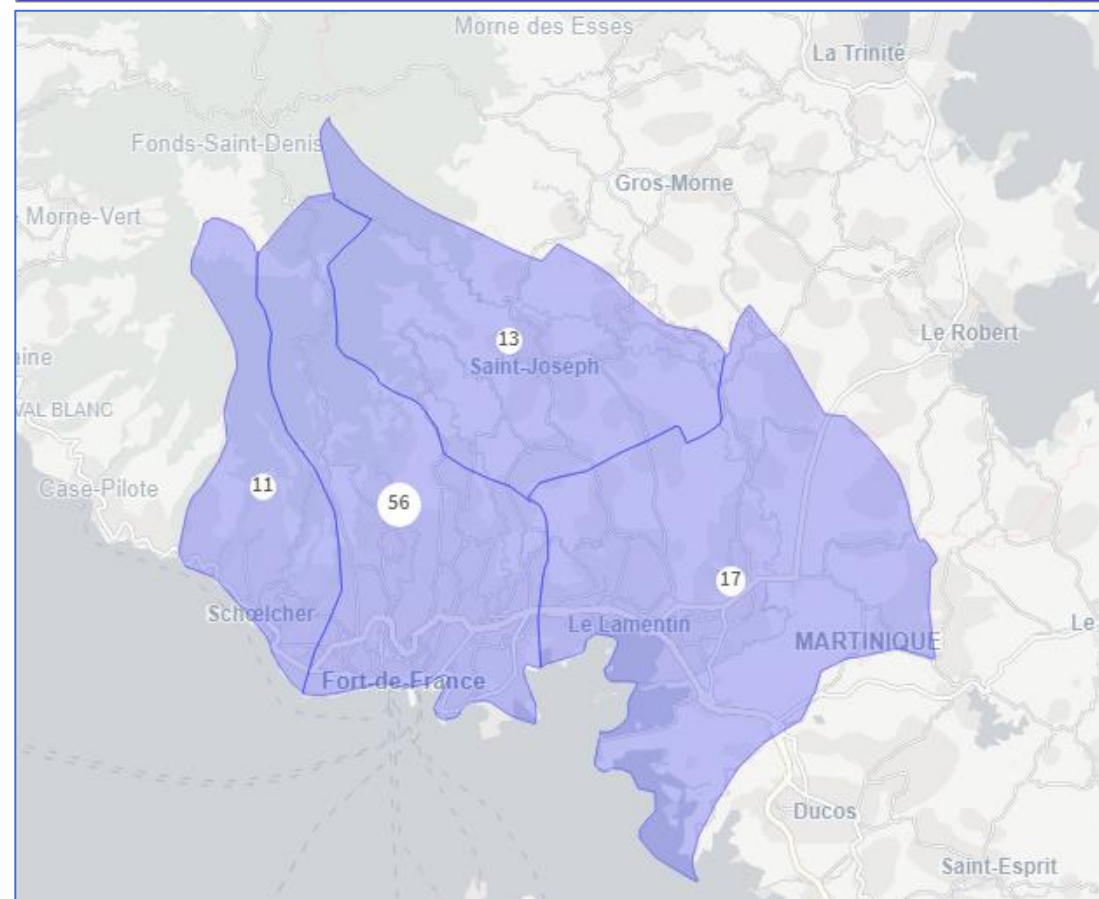 Morne des Esses
La Trinité
Fonds-Saint-Denis
Gros-Morne
Morne-Vert
Le Robert
13
Saint-Joseph
VAL BLANC
Case-Pilote
11
56
17
Schœlcher
Le Lamentin
Le
MARTINIQUE
Fort-de-France
Ducos
Saint-Esprit